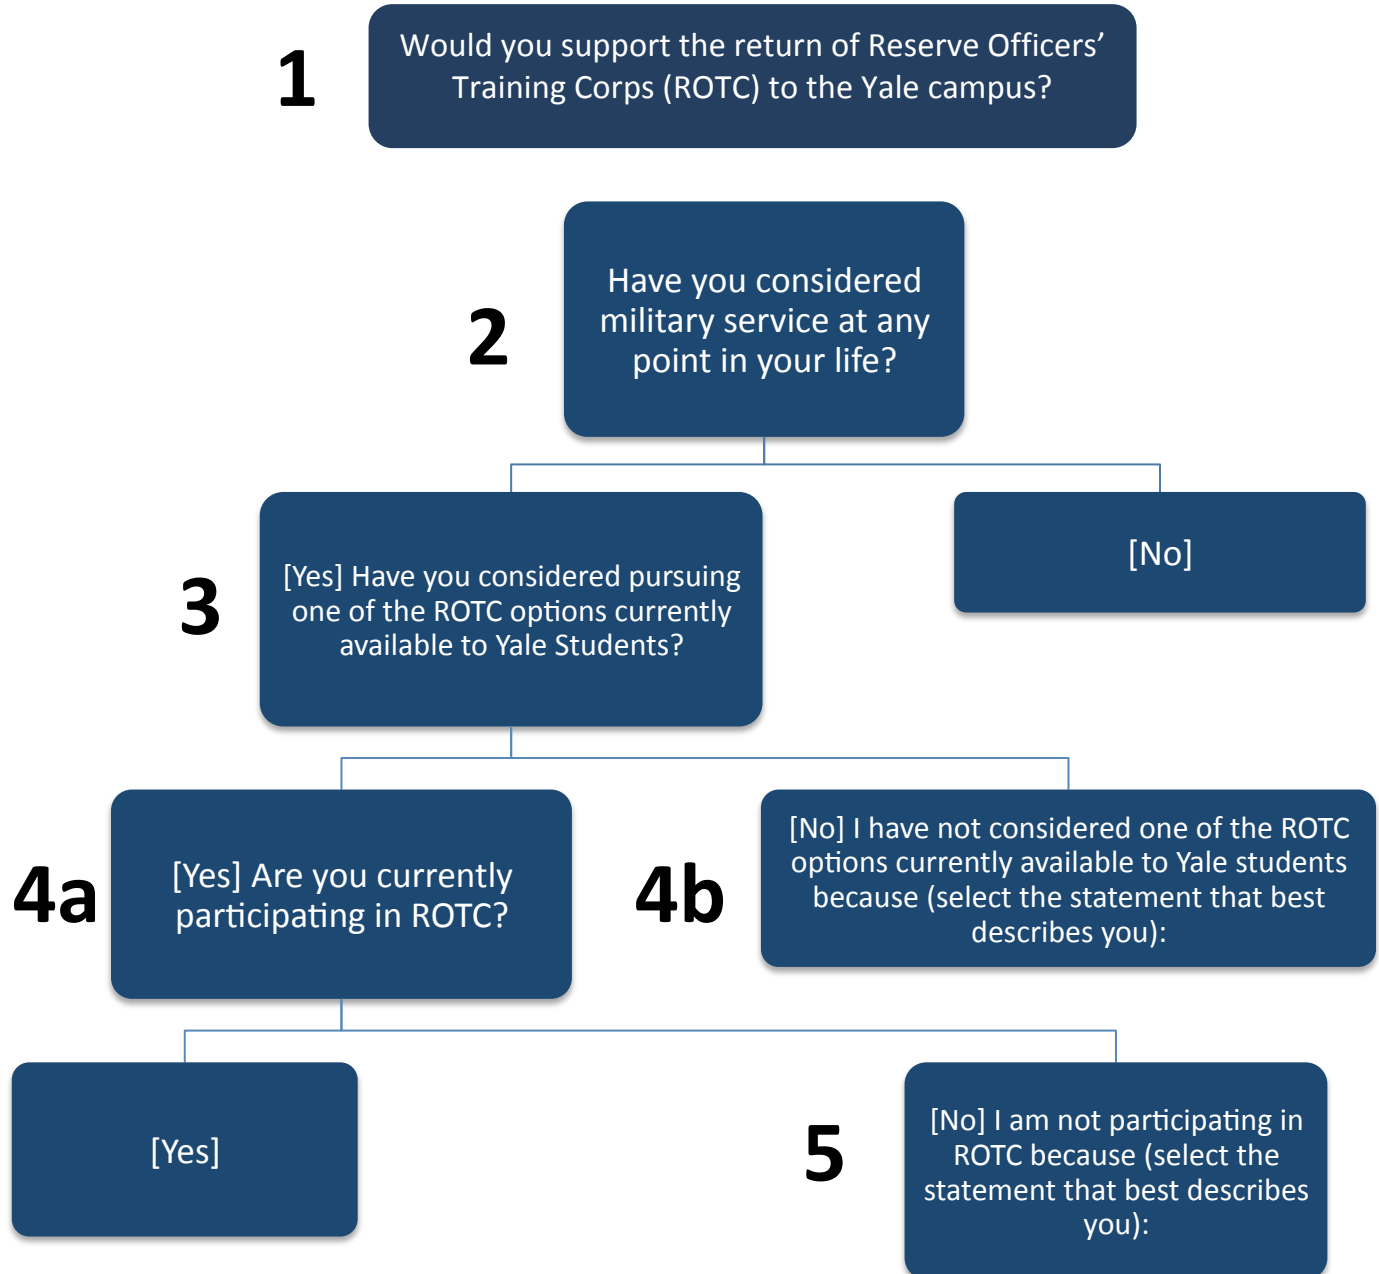 1
Would you support the return of Reserve Officers’
Training Corps (ROTC) to the Yale campus?
2
Have you considered
military service at any
point in your life?
3
[Yes] Have you considered pursuing
one of the ROTC options currently
available to Yale Students?
[No]
4a
[Yes] Are you currently
participating in ROTC?
4b
[No] I have not considered one of the ROTC
options currently available to Yale students
because (select the statement that best
describes you):
[Yes]
5
[No] I am not participating in
ROTC because (select the
statement that best describes
you):